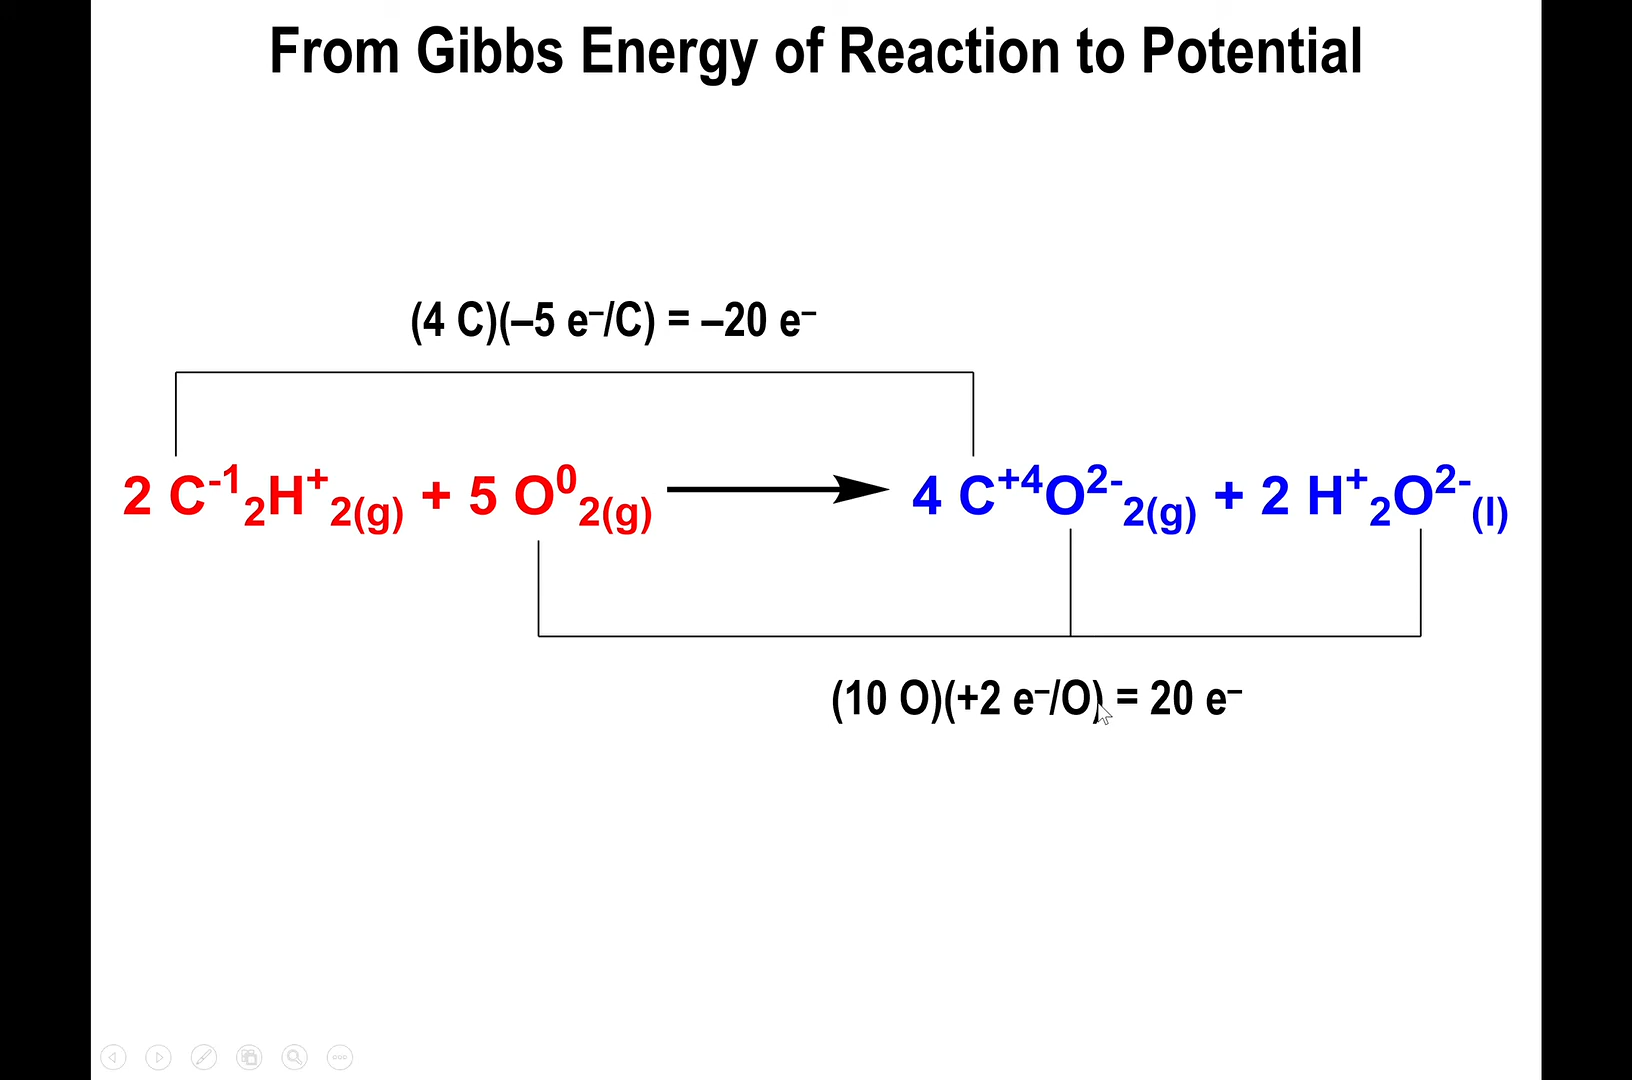 From Gibbs Energy of Reaction to Potential
(4 C)(–5 e⁻/C) = –20 e⁻
2 C⁻¹₂H⁺₂₍g₎ + 5 O⁰₂₍g₎ ⟶ 4 C⁺⁴O²⁻₂₍g₎ + 2 H⁺₂O²⁻₍l₎
(10 O)(+2 e⁻/O) = 20 e⁻